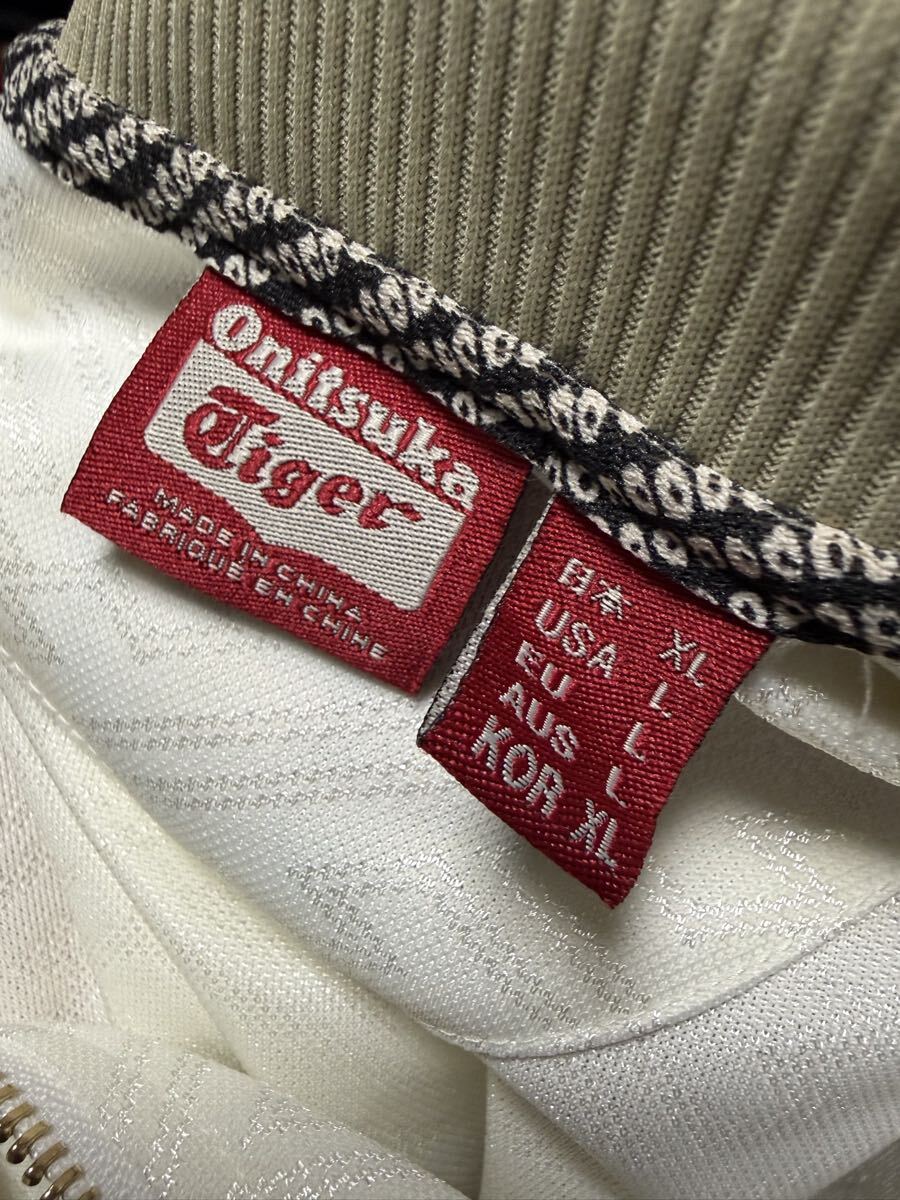 Onitsuka
Tiger
MADE IN CHINA
FABRIQUE EN CHINE
日本 XL
USA L
EU L
AUS L
KOR XL